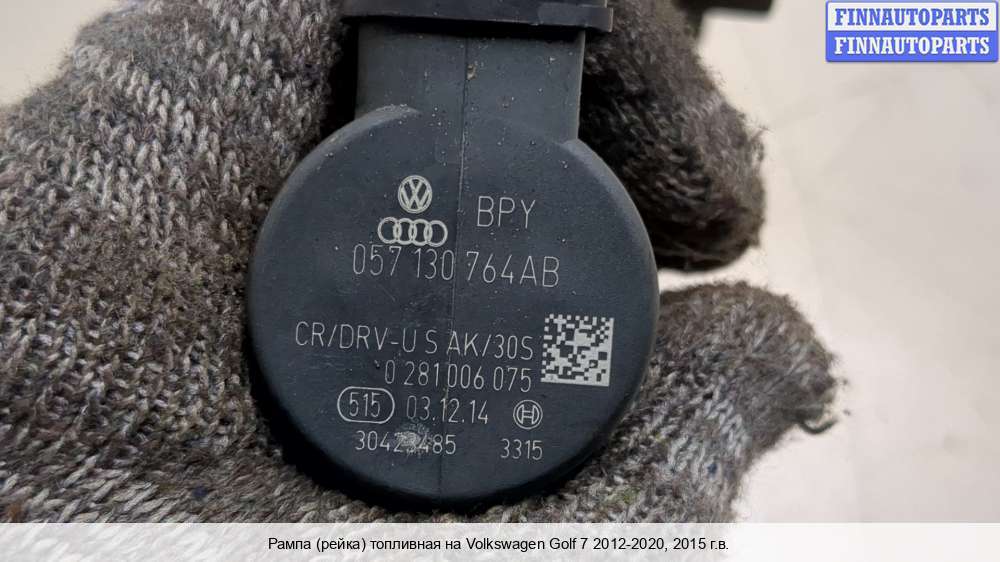 FINNAUTOPARTS
FINNAUTOPARTS
BPY
057 130 764AB
CR/DRV-U S AK/30S
0 281 006 075
515 03.12.14
3315
Рампа (рейка) топливная на Volkswagen Golf 7 2012-2020, 2015 г.в.